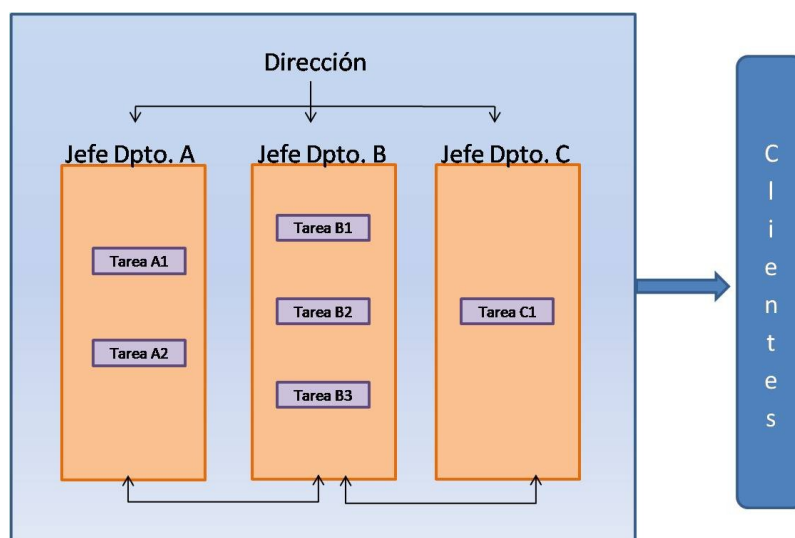 Dirección
Jefe Dpto. A
Jefe Dpto. B
Jefe Dpto. C
Tarea A1
Tarea A2
Tarea B1
Tarea B2
Tarea B3
Tarea C1
Clientes